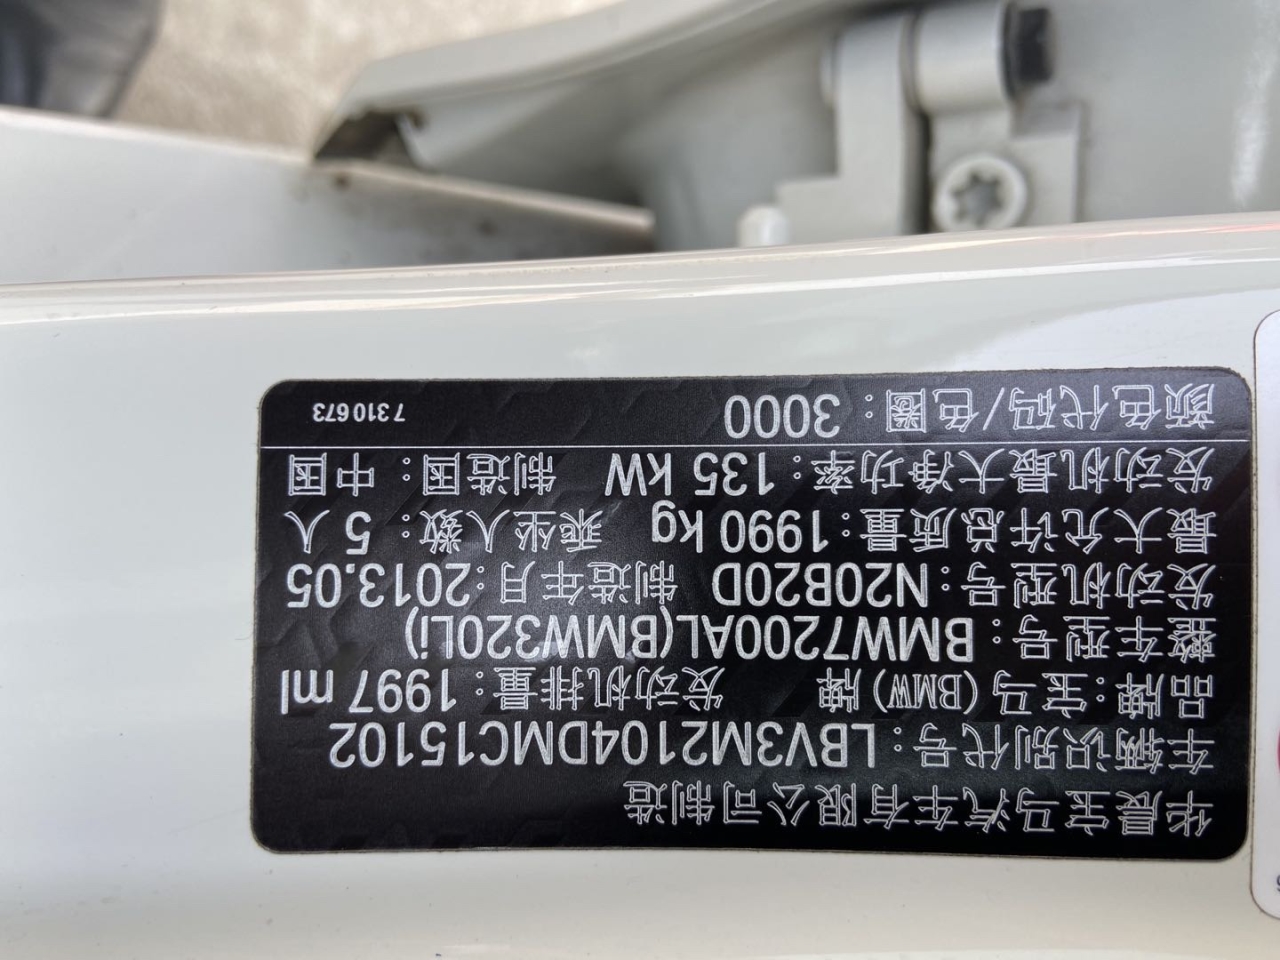 华晨宝马汽车有限公司制造
车辆识别代号：LBV3M2104DMC15102
品牌：宝马(BMW)牌 发动机排量：1997 ml
整车型号：BMW7200AL(BMW320Li)
发动机型号：N20B20D 制造年月：2013.05
最大允许总质量：1990 kg 乘坐人数：5 人
发动机最大净功率：135 kW 制造国：中国
颜色代码/色圈：3000 7310673